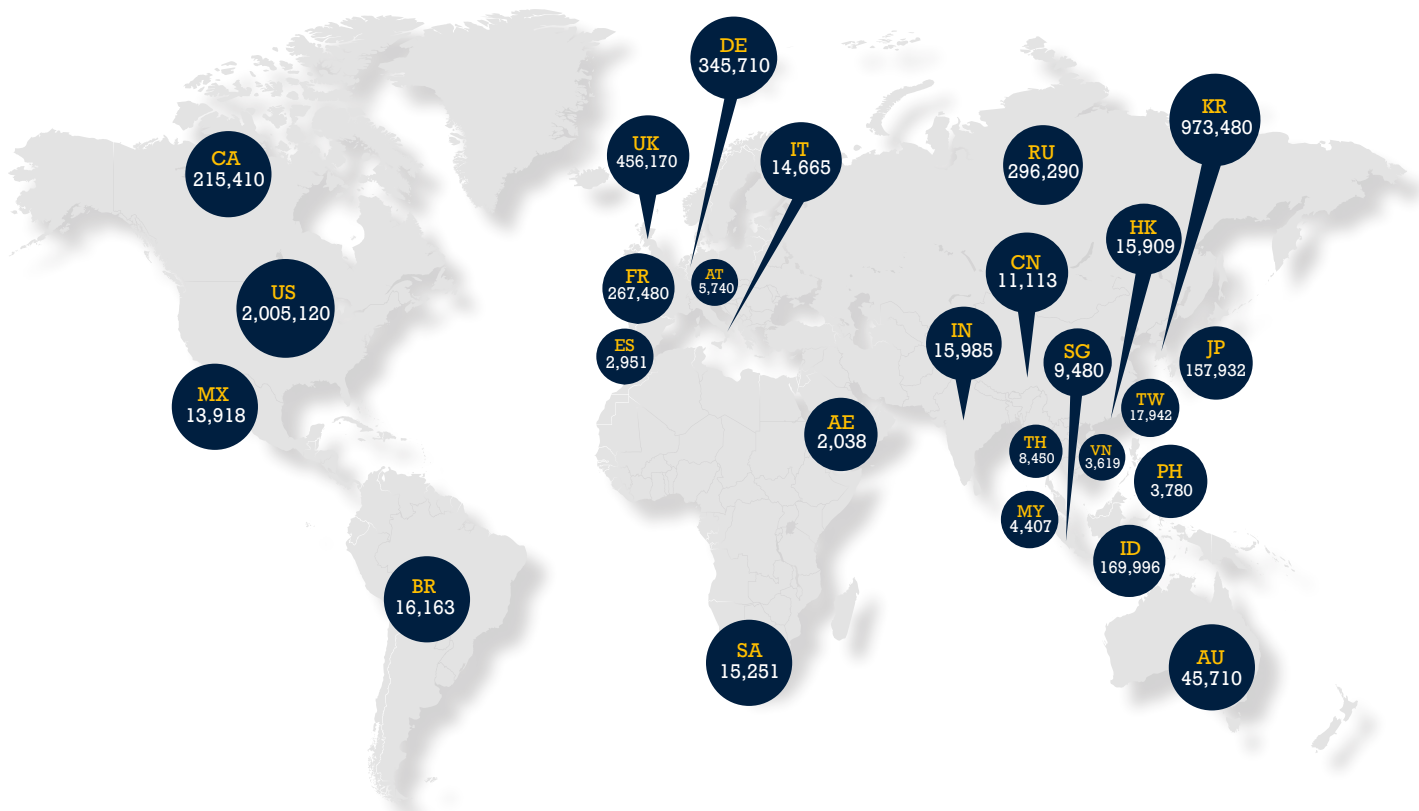 DE
345,710
KR
973,480
UK
456,170
IT
14,665
CA
215,410
RU
296,290
HK
15,909
CN
11,113
FR
267,480
AT
5,740
US
2,005,120
IN
15,985
ES
2,951
SG
9,480
JP
157,932
MX
13,918
TW
17,942
AE
2,038
TH
8,450
VN
3,619
PH
3,780
MY
4,407
ID
169,996
BR
16,163
SA
15,251
AU
45,710